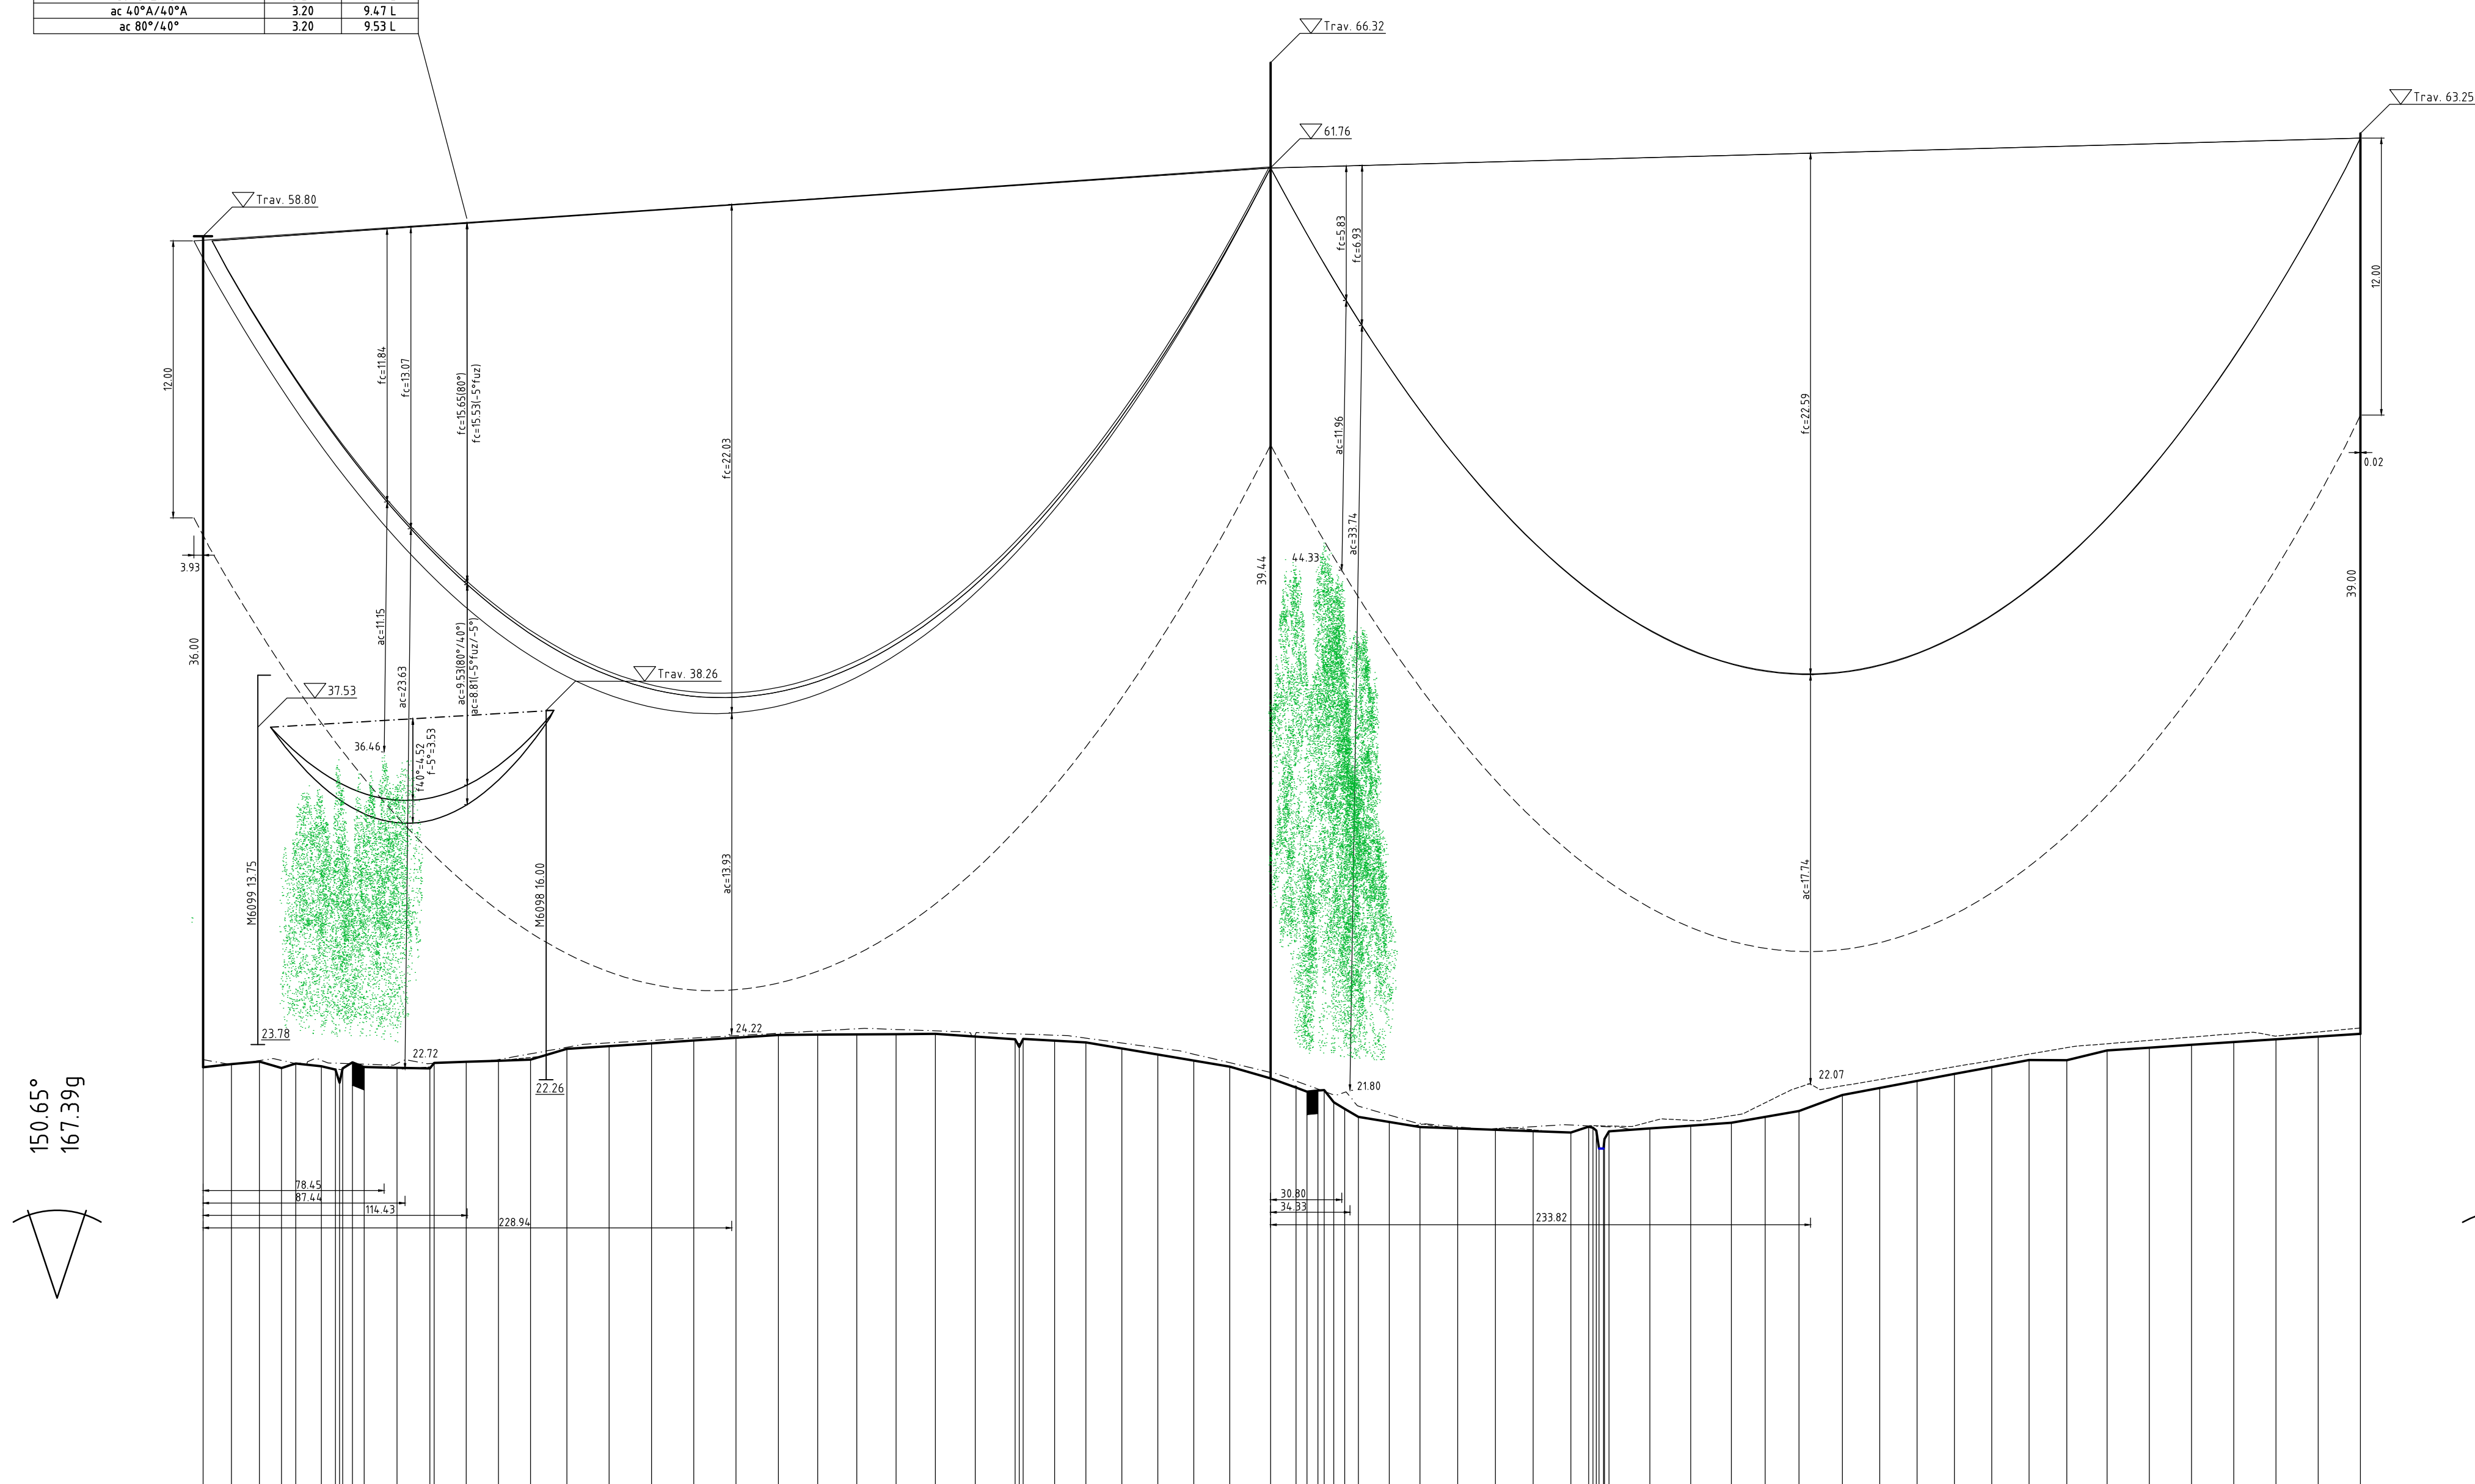 ac 40°A/40°A 3.20 9.47 L
ac 80°/40° 3.20 9.53 L
Trav. 66.32
Trav. 63.25
61.76
Trav. 58.80
12.00
fc=11.84
fc=13.07
fc=15.65(80°)
fc=15.53(-5°fuz)
fc=22.03
fc=5.83
fc=6.93
fc=22.59
12.00
0.02
ac=11.96
ac=33.74
44.33
39.44
39.00
3.93
36.00
ac=11.15
ac=23.63
ac=9.53(80°/40°)
ac=8.81(-5°fuz/-5°)
Trav. 38.26
37.53
36.46
f40°=4.52
f-5°=3.53
M6099 13.75
M6098 16.00
ac=13.93
ac=17.74
23.78
22.72
22.26
24.22
21.80
22.07
150.65°
167.39g
78.45
87.44
114.43
228.94
30.80
34.33
233.82